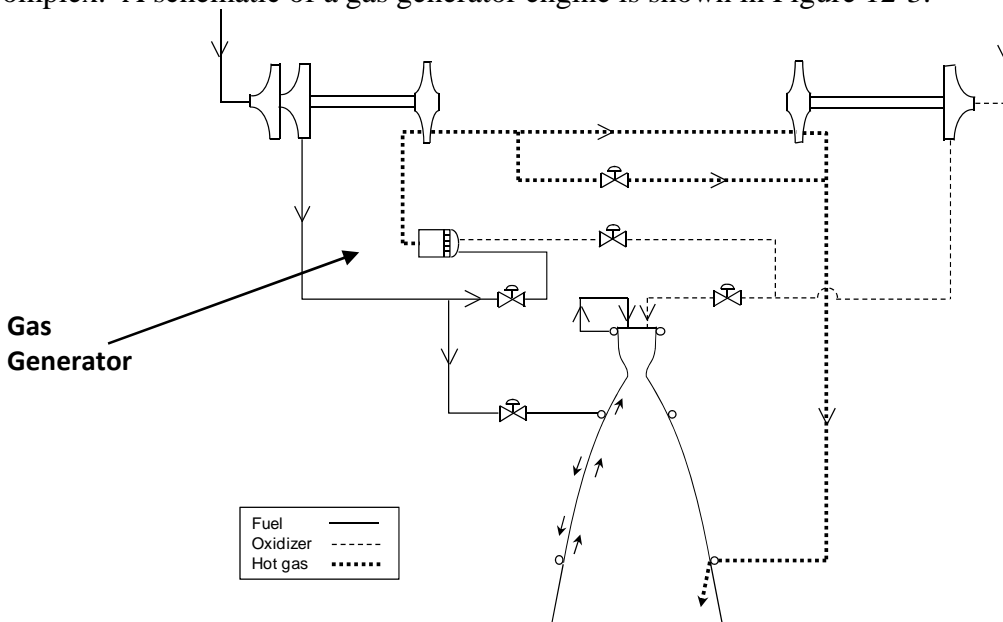 omplex. A schematic of a gas generator engine is shown in Figure 12-3.
Gas
Generator
Fuel
Oxidizer
Hot gas